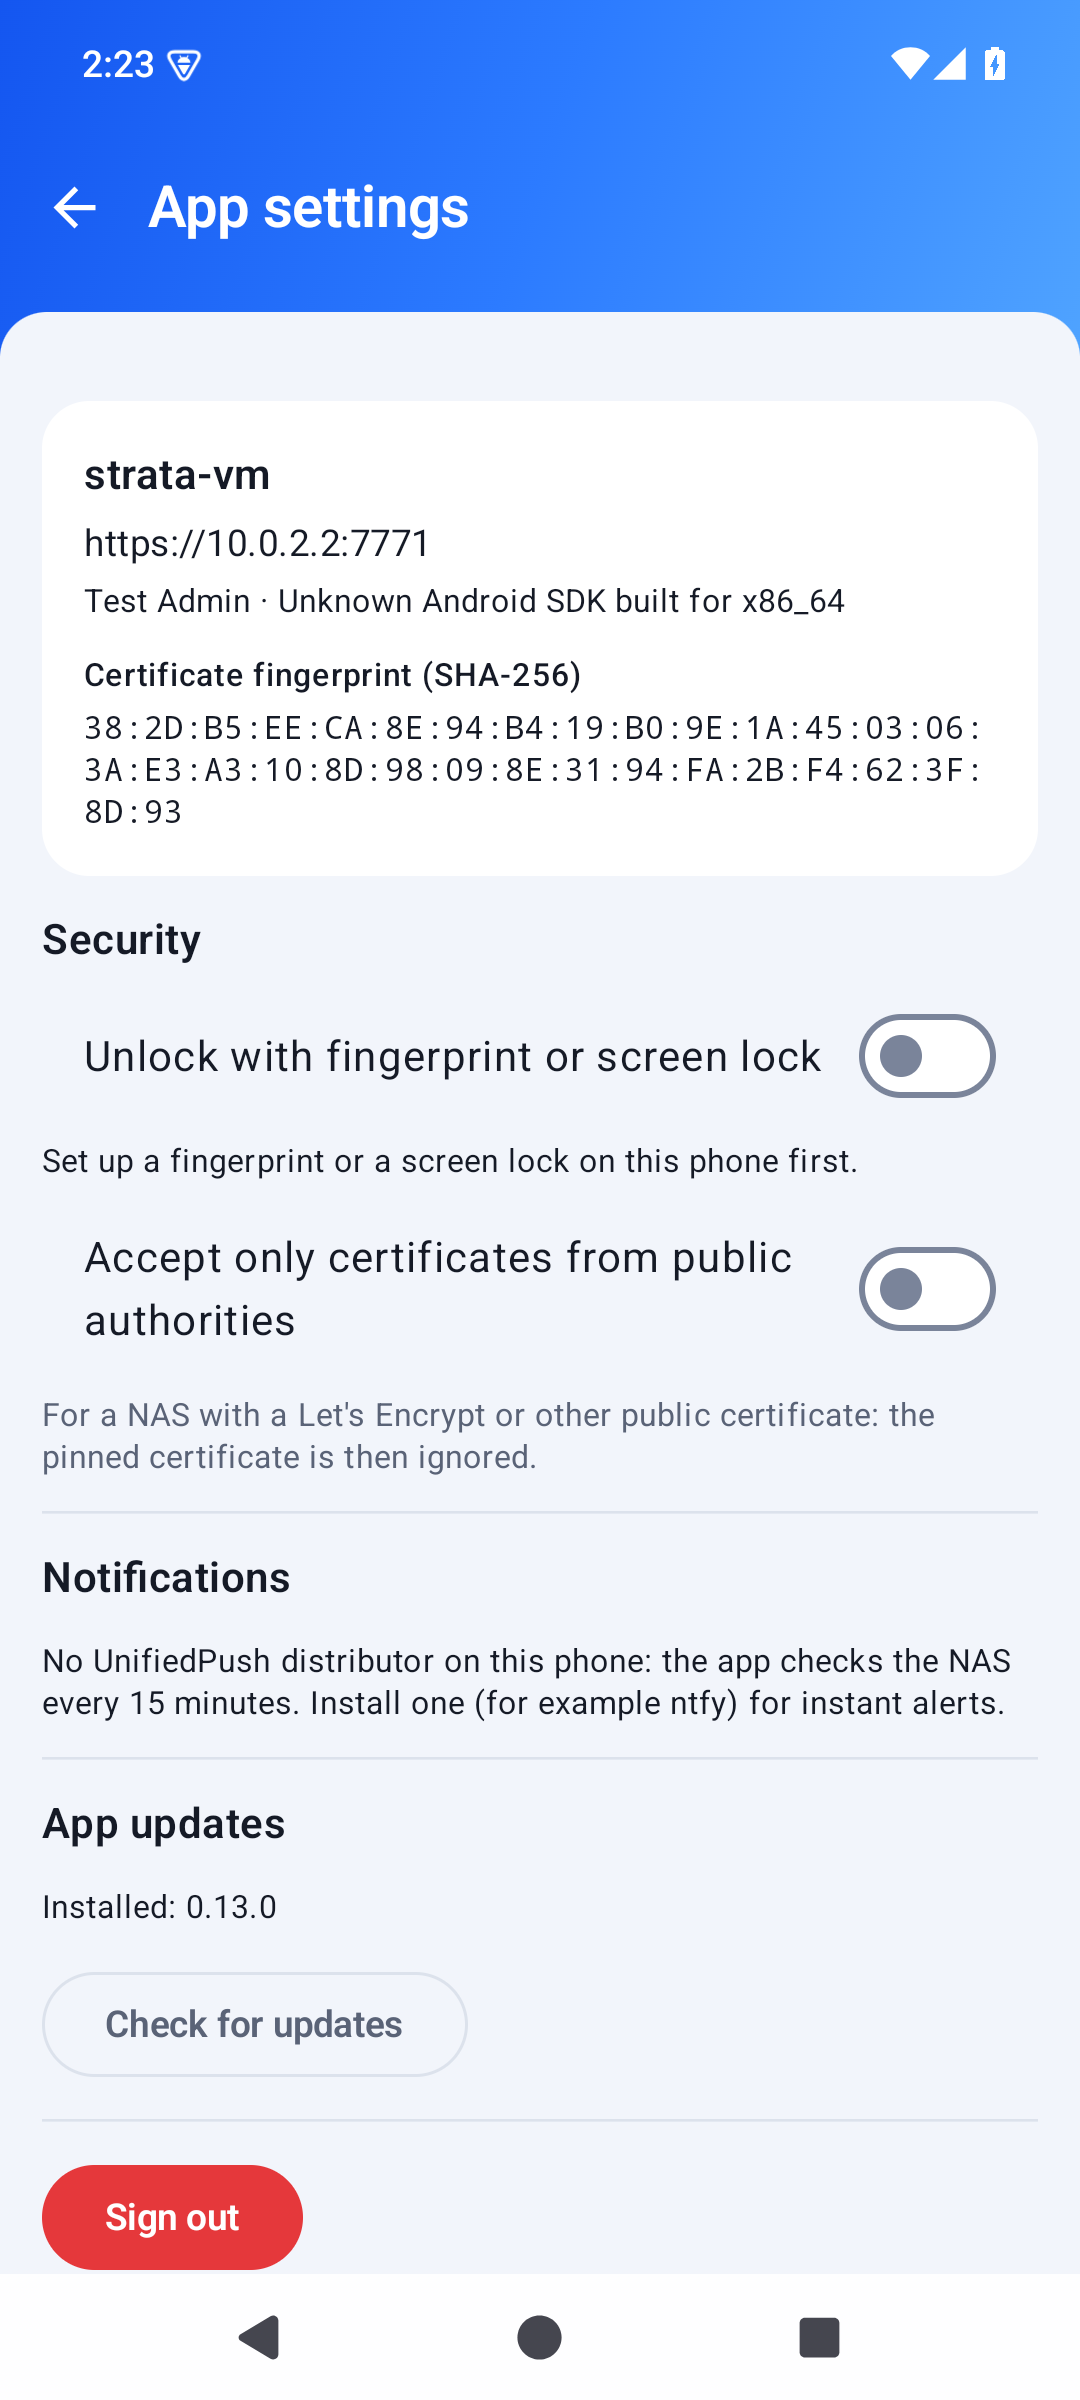 2:23
App settings
strata-vm
https://10.0.2.2:7771
Test Admin · Unknown Android SDK built for x86_64
Certificate fingerprint (SHA-256)
38:2D:B5:EE:CA:8E:94:B4:19:B0:9E:1A:45:03:06:
3A:E3:A3:10:8D:98:09:8E:31:94:FA:2B:F4:62:3F:
8D:93
Security
Unlock with fingerprint or screen lock
Set up a fingerprint or a screen lock on this phone first.
Accept only certificates from public
authorities
For a NAS with a Let's Encrypt or other public certificate: the
pinned certificate is then ignored.
Notifications
No UnifiedPush distributor on this phone: the app checks the NAS
every 15 minutes. Install one (for example ntfy) for instant alerts.
App updates
Installed: 0.13.0
Check for updates
Sign out